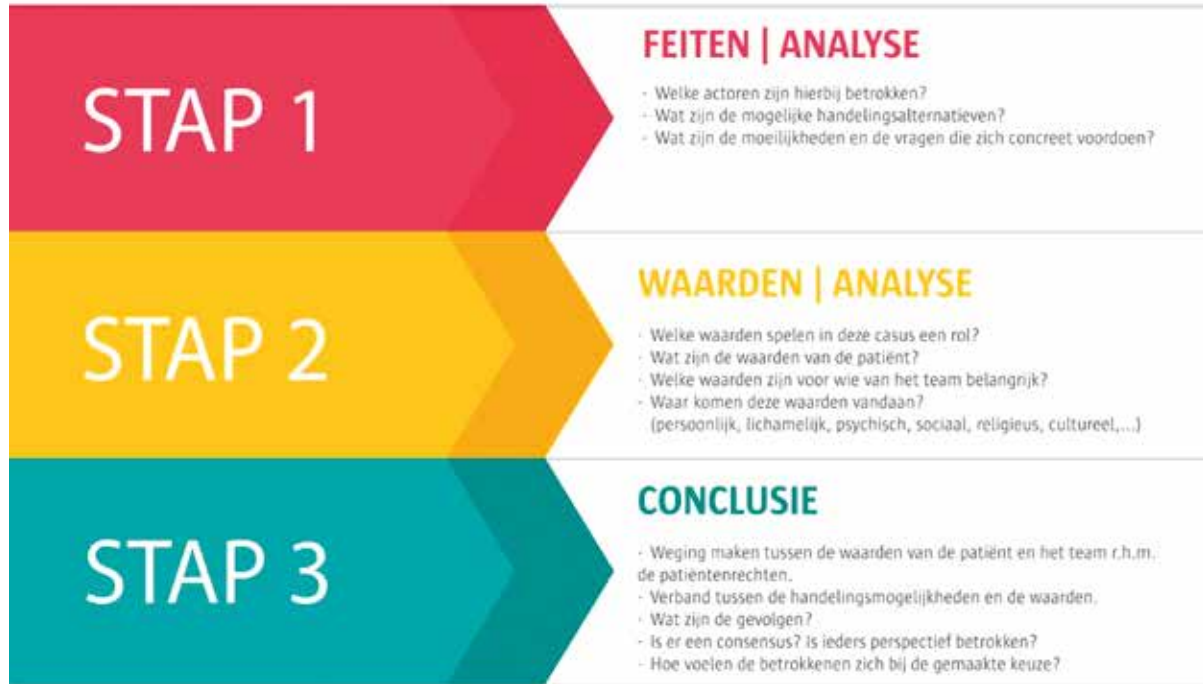 STAP 1
FEITEN | ANALYSE
- Welke actoren zijn hierbij betrokken?
- Wat zijn de mogelijke handelingsalternatieven?
- Wat zijn de moeilijkheden en de vragen die zich concreet voordoen?
STAP 2
WAARDEN | ANALYSE
- Welke waarden spelen in deze casus een rol?
- Wat zijn de waarden van de patiënt?
- Welke waarden zijn voor wie van het team belangrijk?
- Waar komen deze waarden vandaan?
(persoonlijk, lichamelijk, psychisch, sociaal, religieus, cultureel,...)
STAP 3
CONCLUSIE
- Weging maken tussen de waarden van de patiënt en het team r.h.m.
de patiëntenrechten.
- Verband tussen de handelingsmogelijkheden en de waarden.
- Wat zijn de gevolgen?
- Is er een consensus? Is ieders perspectief betrokken?
- Hoe voelen de betrokkenen zich bij de gemaakte keuze?